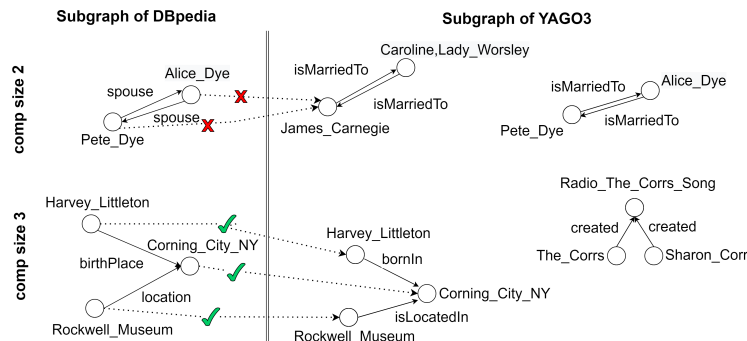 Subgraph of DBpedia
Subgraph of YAGO3
comp size 2
Alice_Dye
spouse
spouse
Pete_Dye
Caroline,Lady_Worsley
isMarriedTo
isMarriedTo
James_Carnegie
isMarriedTo
Alice_Dye
Pete_Dye
isMarriedTo
comp size 3
Harvey_Littleton
Corning_City_NY
birthPlace
location
Rockwell_Museum
Harvey_Littleton
bornIn
Corning_City_NY
isLocatedIn
Rockwell_Museum
Radio_The_Corrs_Song
created
created
The_Corrs
Sharon_Corr